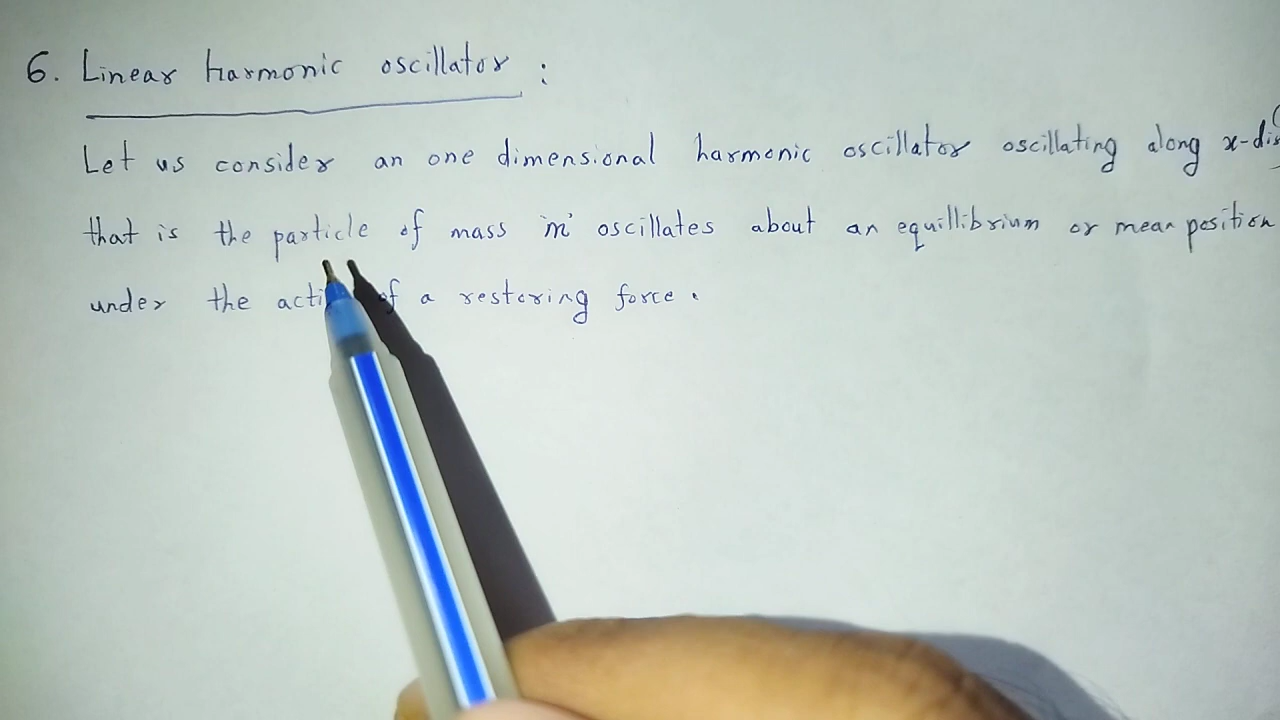 6. Linear harmonic oscillator :
Let us consider an one dimensional harmonic oscillator oscillating along x-
that is the particle of mass 'm' oscillates about an equillibrium or mean position
under the of a restoring force.